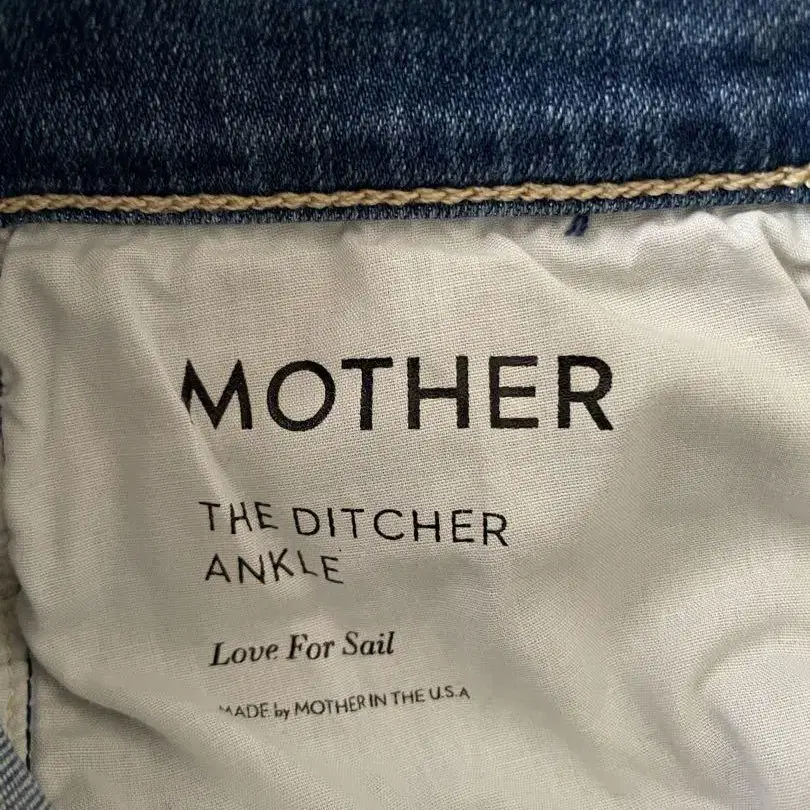 MOTHER
THE DITCHER
ANKLE
Love For Sail
MADE by MOTHER IN THE U.S.A